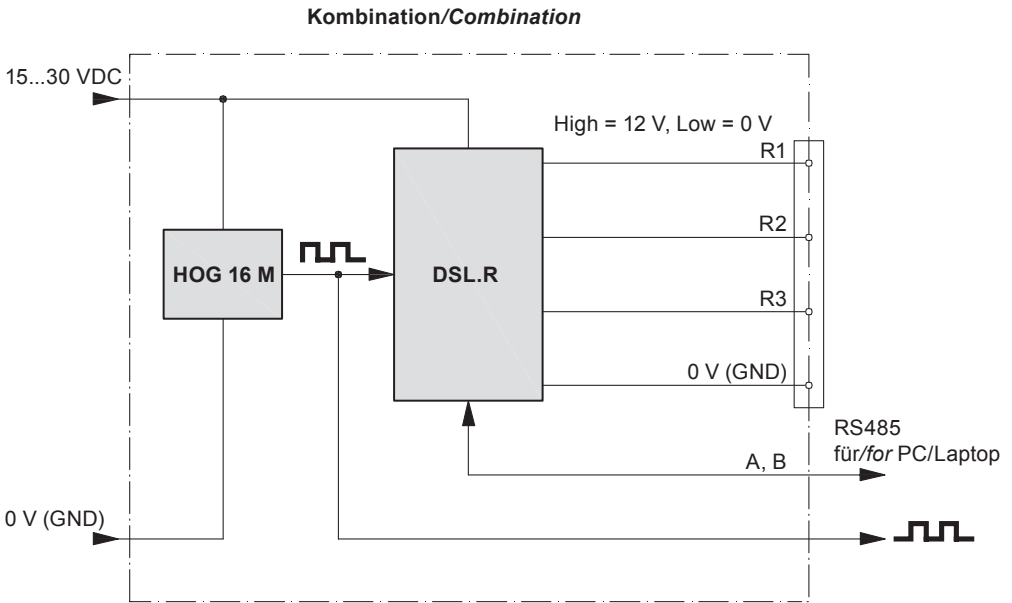 Kombination/Combination
15...30 VDC
High = 12 V, Low = 0 V
R1
R2
HOG 16 M
DSL.R
R3
0 V (GND)
RS485
für/for PC/Laptop
A, B
0 V (GND)